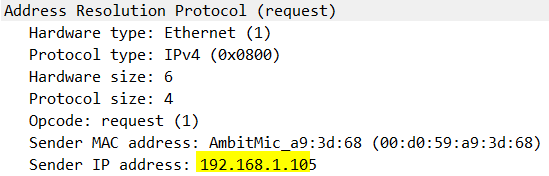 Address Resolution Protocol (request)
Hardware type: Ethernet (1)
Protocol type: IPv4 (0x0800)
Hardware size: 6
Protocol size: 4
Opcode: request (1)
Sender MAC address: AmbitMic_a9:3d:68 (00:d0:59:a9:3d:68)
Sender IP address: 192.168.1.105